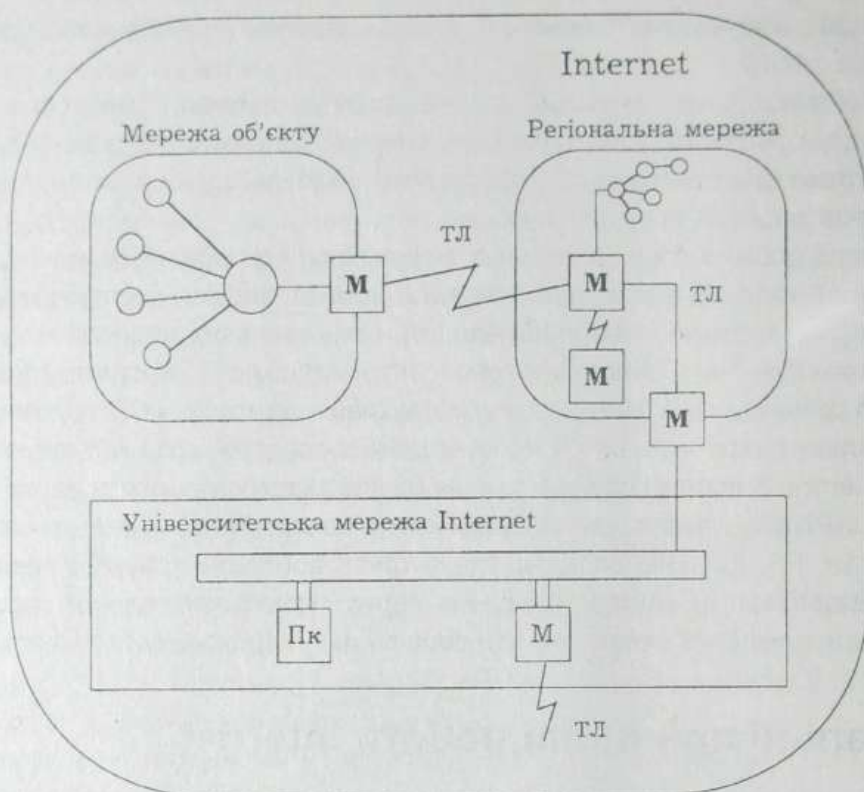 Internet
Мережа об'єкту
Регіональна мережа
ТЛ
М
М
ТЛ
М
М
Університетська мережа Internet
Пк
М
ТЛ